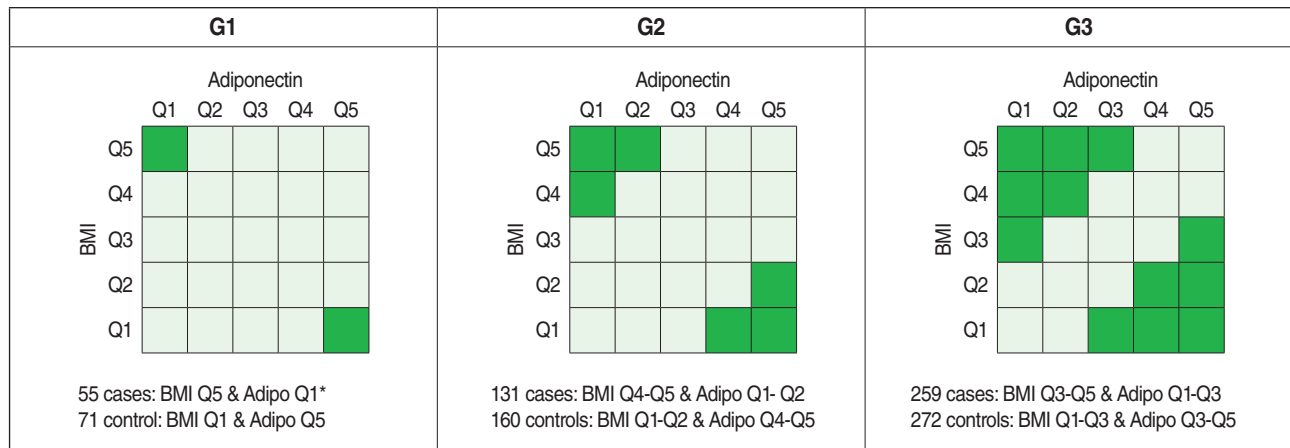 G1
G2
G3
Adiponectin
Q1 Q2 Q3 Q4 Q5
Q5
Q4
Q3
Q2
Q1
BMI
55 cases: BMI Q5 & Adipo Q1*
71 control: BMI Q1 & Adipo Q5
Adiponectin
Q1 Q2 Q3 Q4 Q5
Q5
Q4
Q3
Q2
Q1
BMI
131 cases: BMI Q4-Q5 & Adipo Q1- Q2
160 controls: BMI Q1-Q2 & Adipo Q4-Q5
Adiponectin
Q1 Q2 Q3 Q4 Q5
Q5
Q4
Q3
Q2
Q1
BMI
259 cases: BMI Q3-Q5 & Adipo Q1-Q3
272 controls: BMI Q1-Q3 & Adipo Q3-Q5